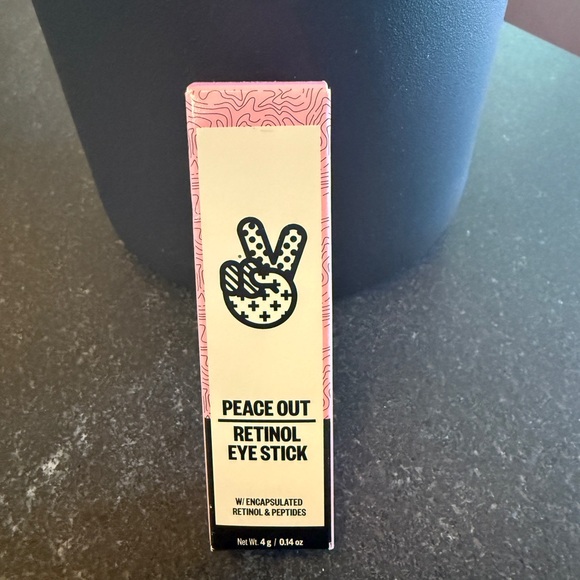 PEACE OUT
RETINOL
EYE STICK
W/ ENCAPSULATED
RETINOL & PEPTIDES
Net Wt. 4 g / 0.14 oz